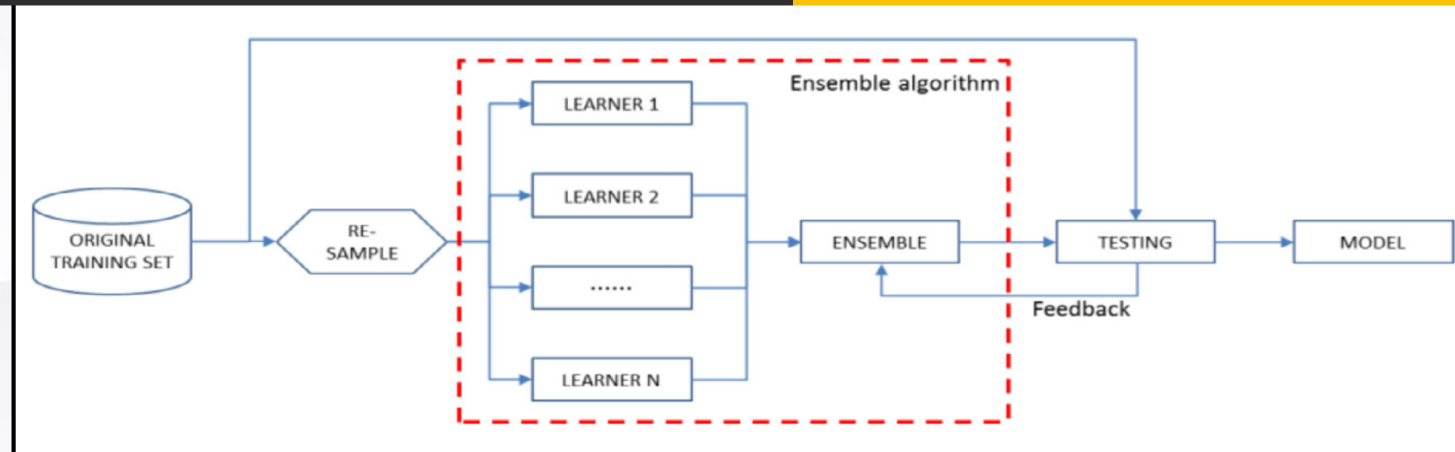 Ensemble algorithm
LEARNER 1
LEARNER 2
......
LEARNER N
ORIGINAL
TRAINING SET
RE-
SAMPLE
ENSEMBLE
TESTING
MODEL
Feedback